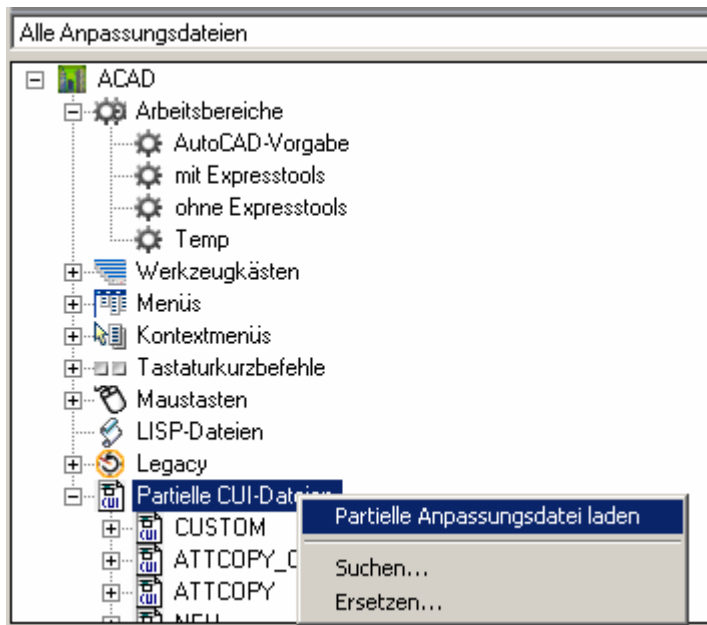 Alle Anpassungsdateien
ACAD
Arbeitsbereiche
AutoCAD-Vorgabe
mit Expresstools
ohne Expresstools
Temp
Werkzeugkästen
Menüs
Kontextmenüs
Tastaturkurzbefehle
Maustasten
LISP-Dateien
Legacy
Partielle CUI-Dateien
Partielle Anpassungsdatei laden
CUSTOM
ATTCOPY_
Suchen...
ATTCOPY
Ersetzen...